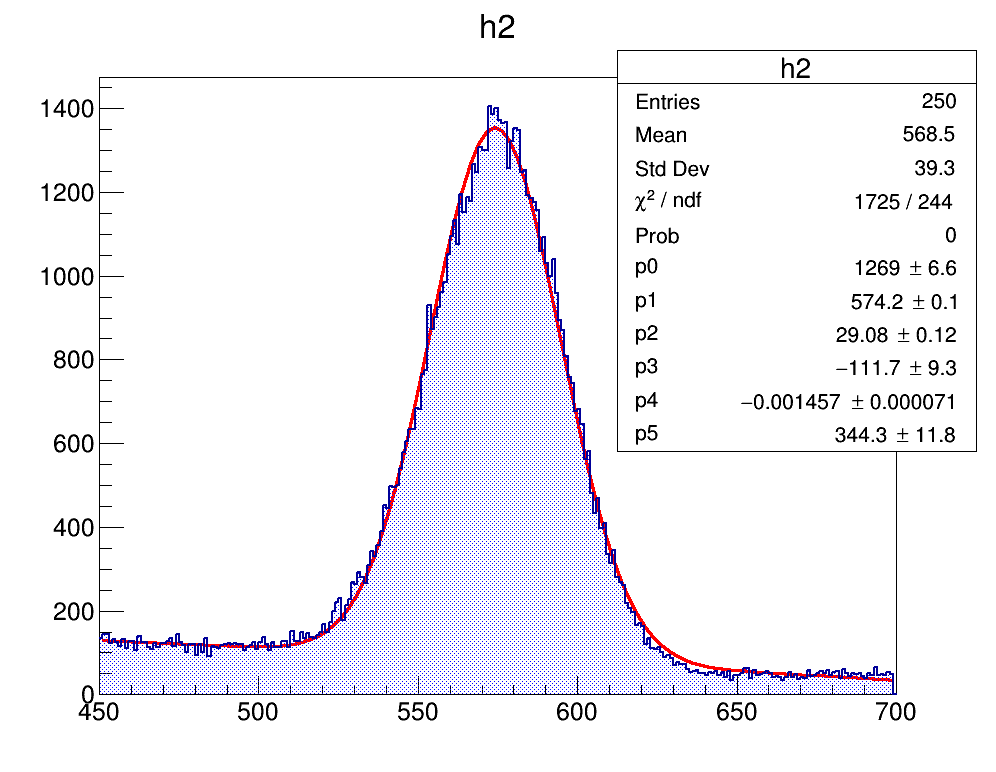 h2
h2
Entries 250
Mean 568.5
Std Dev 39.3
χ² / ndf 1725 / 244
Prob 0
p0 1269 ± 6.6
p1 574.2 ± 0.1
p2 29.08 ± 0.12
p3 −111.7 ± 9.3
p4 −0.001457 ± 0.000071
p5 344.3 ± 11.8
1400
1200
1000
800
600
400
200
0
450 500 550 600 650 700